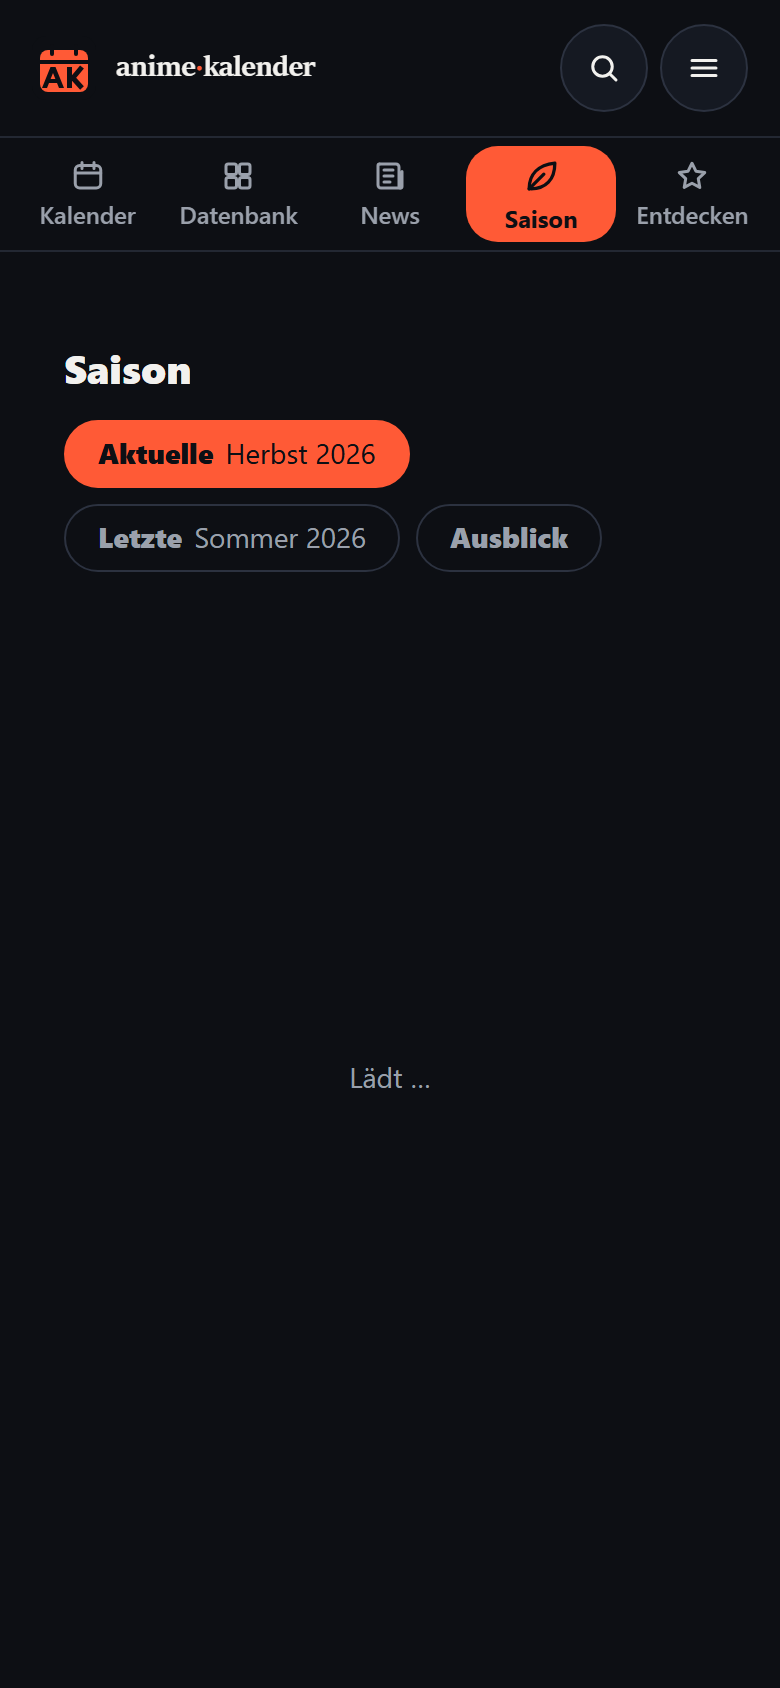 AK
anime·kalender
Kalender Datenbank News Saison Entdecken
Saison
Aktuelle Herbst 2026
Letzte Sommer 2026 Ausblick
Lädt ...